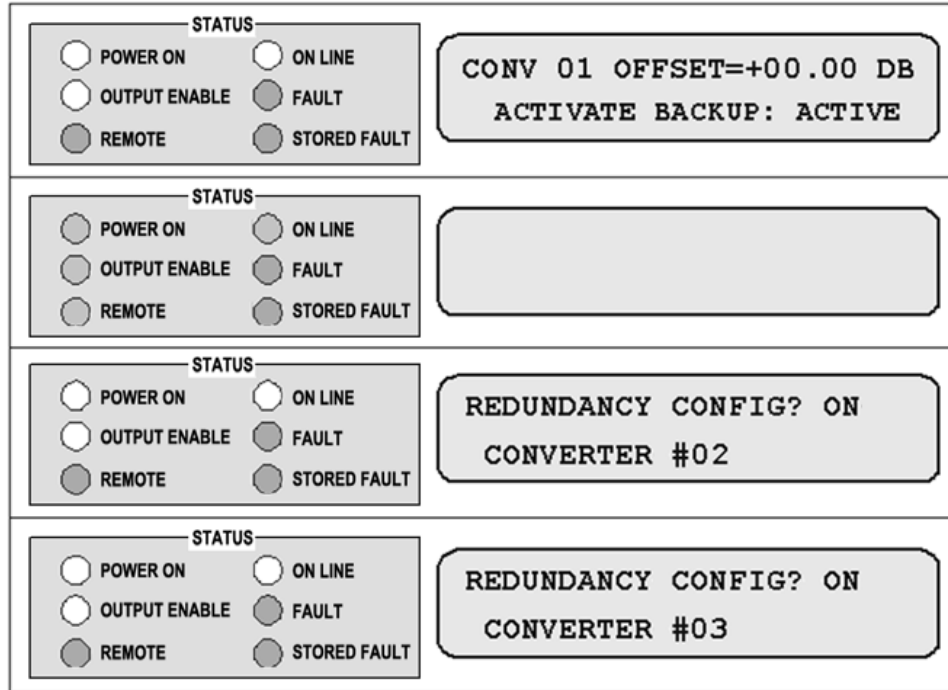 STATUS
POWER ON ON LINE
OUTPUT ENABLE FAULT
REMOTE STORED FAULT
CONV 01 OFFSET=+00.00 DB
ACTIVATE BACKUP: ACTIVE
STATUS
POWER ON ON LINE
OUTPUT ENABLE FAULT
REMOTE STORED FAULT
STATUS
POWER ON ON LINE
OUTPUT ENABLE FAULT
REMOTE STORED FAULT
REDUNDANCY CONFIG? ON
CONVERTER #02
STATUS
POWER ON ON LINE
OUTPUT ENABLE FAULT
REMOTE STORED FAULT
REDUNDANCY CONFIG? ON
CONVERTER #03